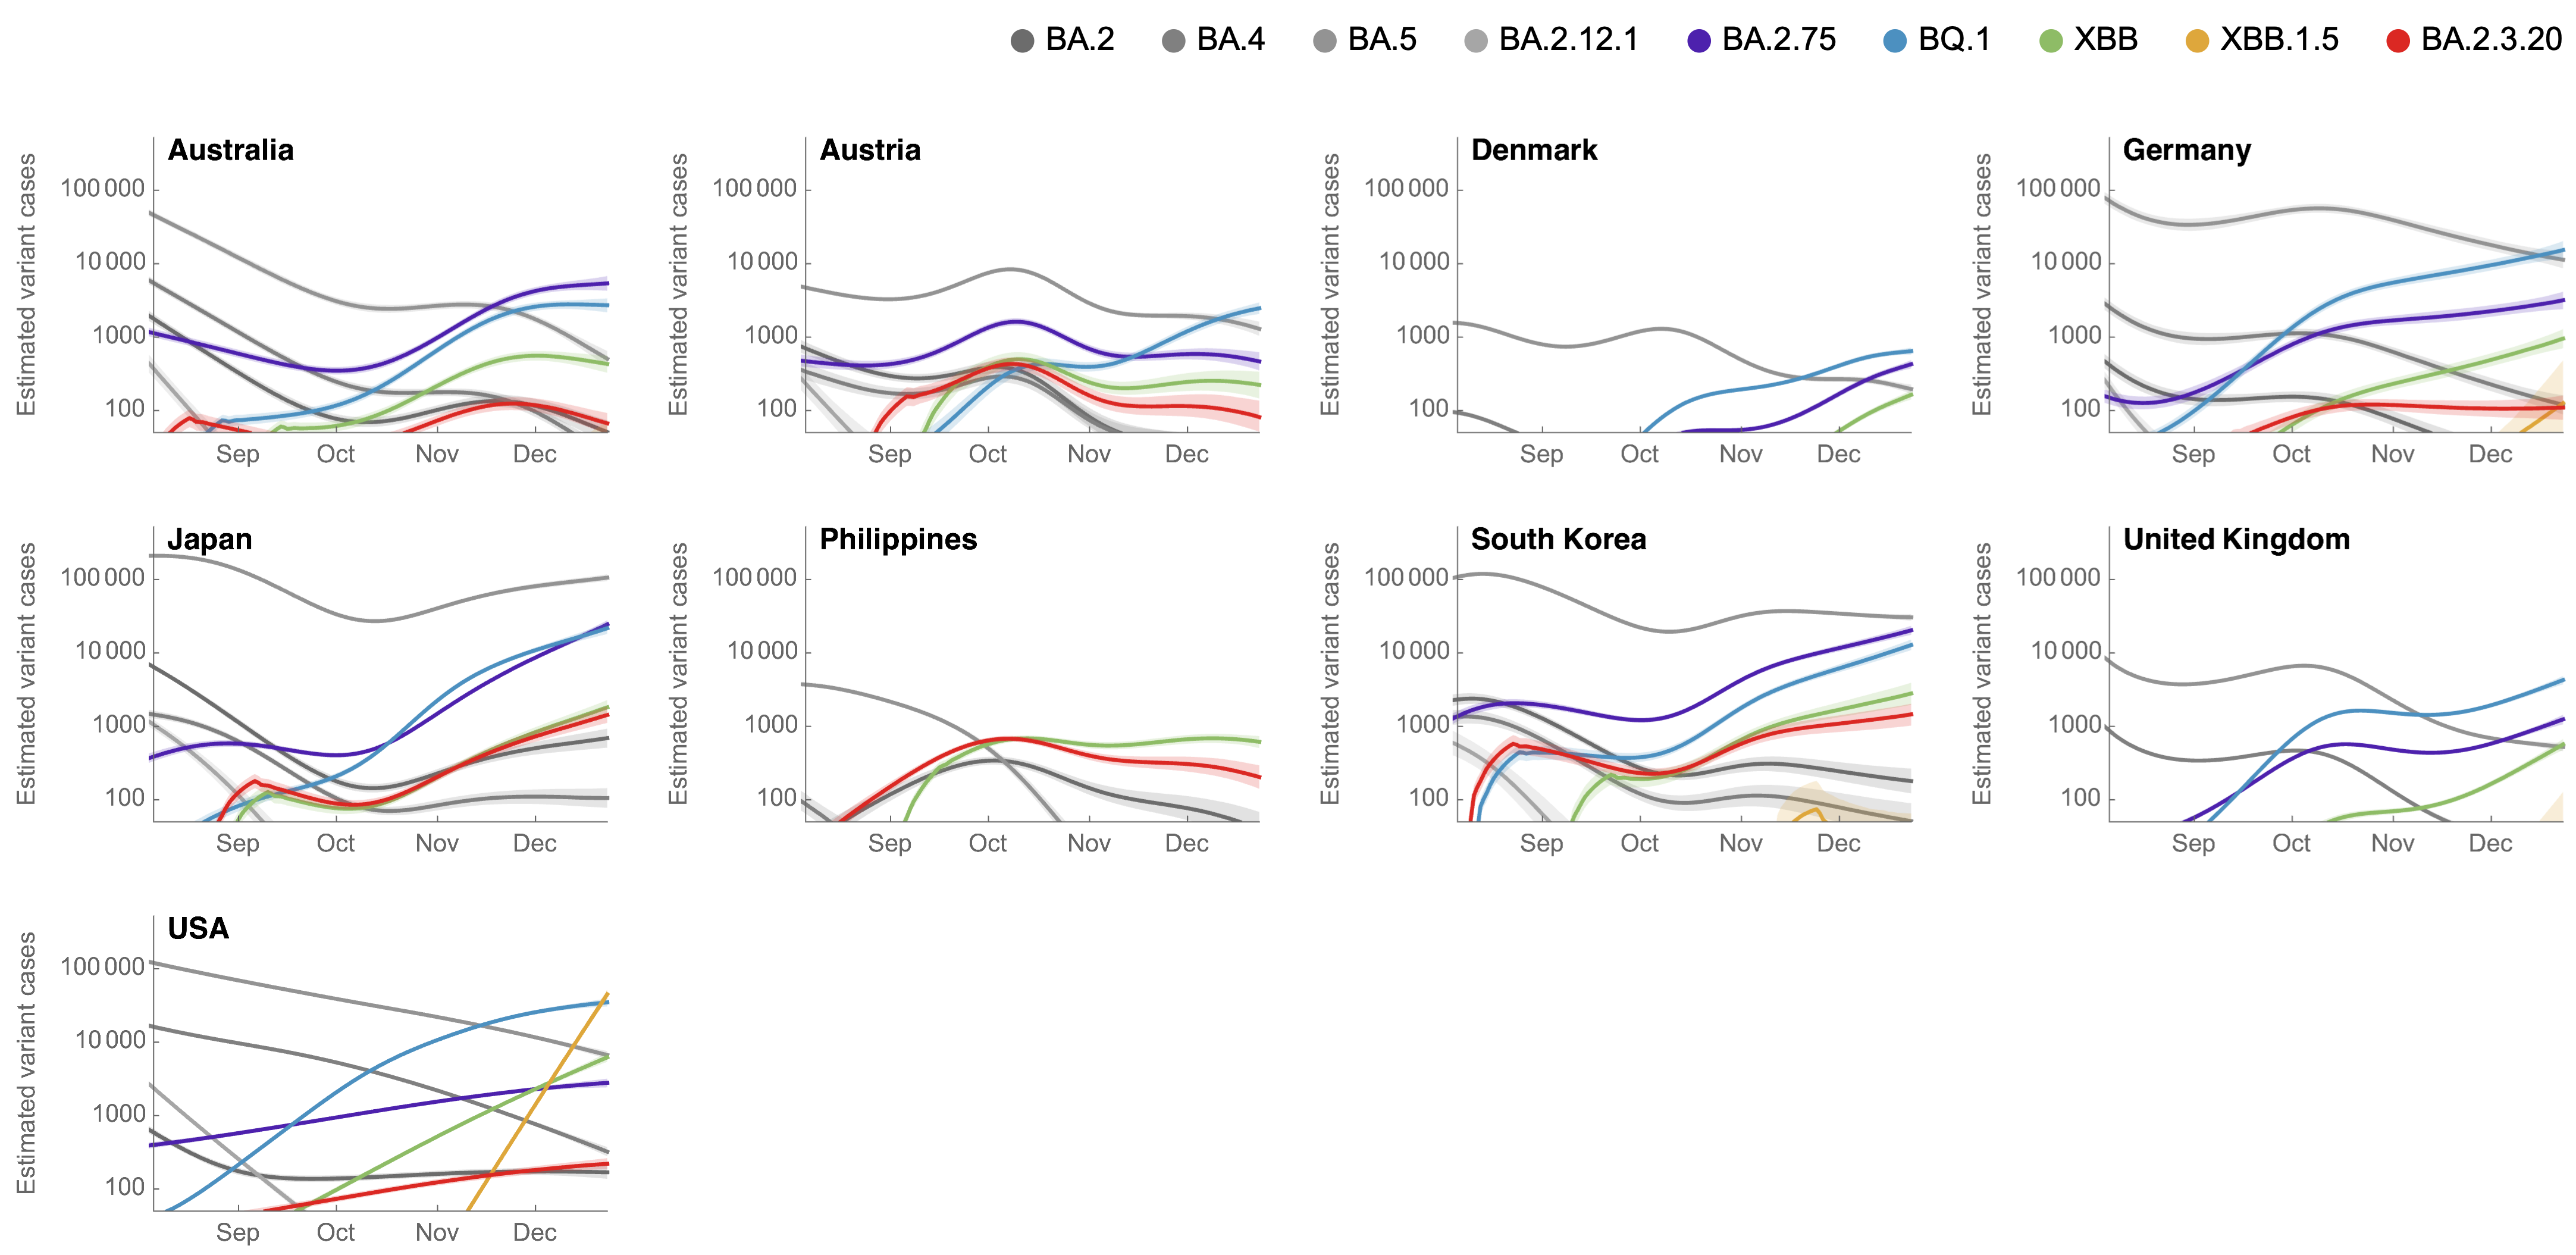 BA.2 BA.4 BA.5 BA.2.12.1 BA.2.75 BQ.1 XBB XBB.1.5 BA.2.3.20
Australia
Estimated variant cases
100 000
10 000
1000
100
Sep Oct Nov Dec
Austria
Estimated variant cases
100 000
10 000
1000
100
Sep Oct Nov Dec
Denmark
Estimated variant cases
100 000
10 000
1000
100
Sep Oct Nov Dec
Germany
Estimated variant cases
100 000
10 000
1000
100
Sep Oct Nov Dec
Japan
Estimated variant cases
100 000
10 000
1000
100
Sep Oct Nov Dec
Philippines
Estimated variant cases
100 000
10 000
1000
100
Sep Oct Nov Dec
South Korea
Estimated variant cases
100 000
10 000
1000
100
Sep Oct Nov Dec
United Kingdom
Estimated variant cases
100 000
10 000
1000
100
Sep Oct Nov Dec
USA
Estimated variant cases
100 000
10 000
1000
100
Sep Oct Nov Dec